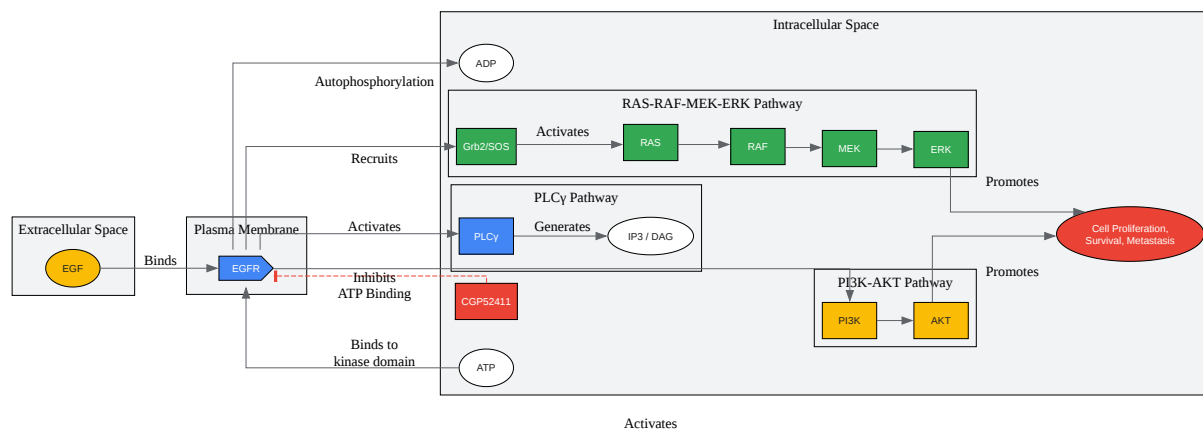 Intracellular Space
ADP
Autophosphorylation
RAS-RAF-MEK-ERK Pathway
Grb2/SOS
Activates
RAS
RAF
MEK
ERK
Recruits
Promotes
PLCγ Pathway
PLCγ
Generates
IP3 / DAG
Activates
Extracellular Space
EGF
Binds
Plasma Membrane
EGFR
Cell Proliferation,
Survival, Metastasis
Inhibits
ATP Binding
CGP52411
PI3K-AKT Pathway
PI3K
AKT
Promotes
Binds to
kinase domain
ATP
Activates